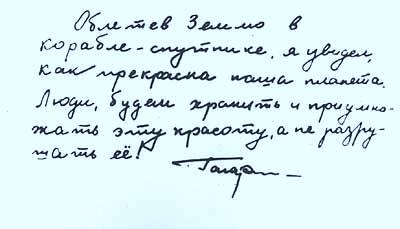 Облетев Землю в
корабле-спутнике, я увидел,
как прекрасна наша планета.
Люди, будем хранить и приумно-
жать эту красоту, а не разру-
шать её!
Гагарин